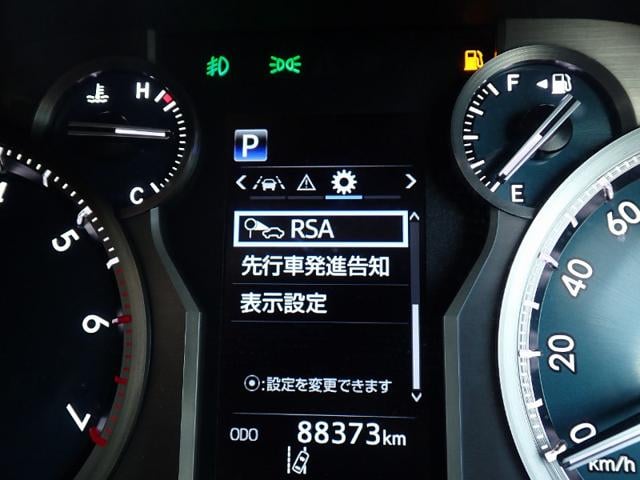 H
C
P
F
E
RSA
先行車発進告知
表示設定
⦿:設定を変更できます
ODO 88373km
5
6
7
60
40
20
0
km/h